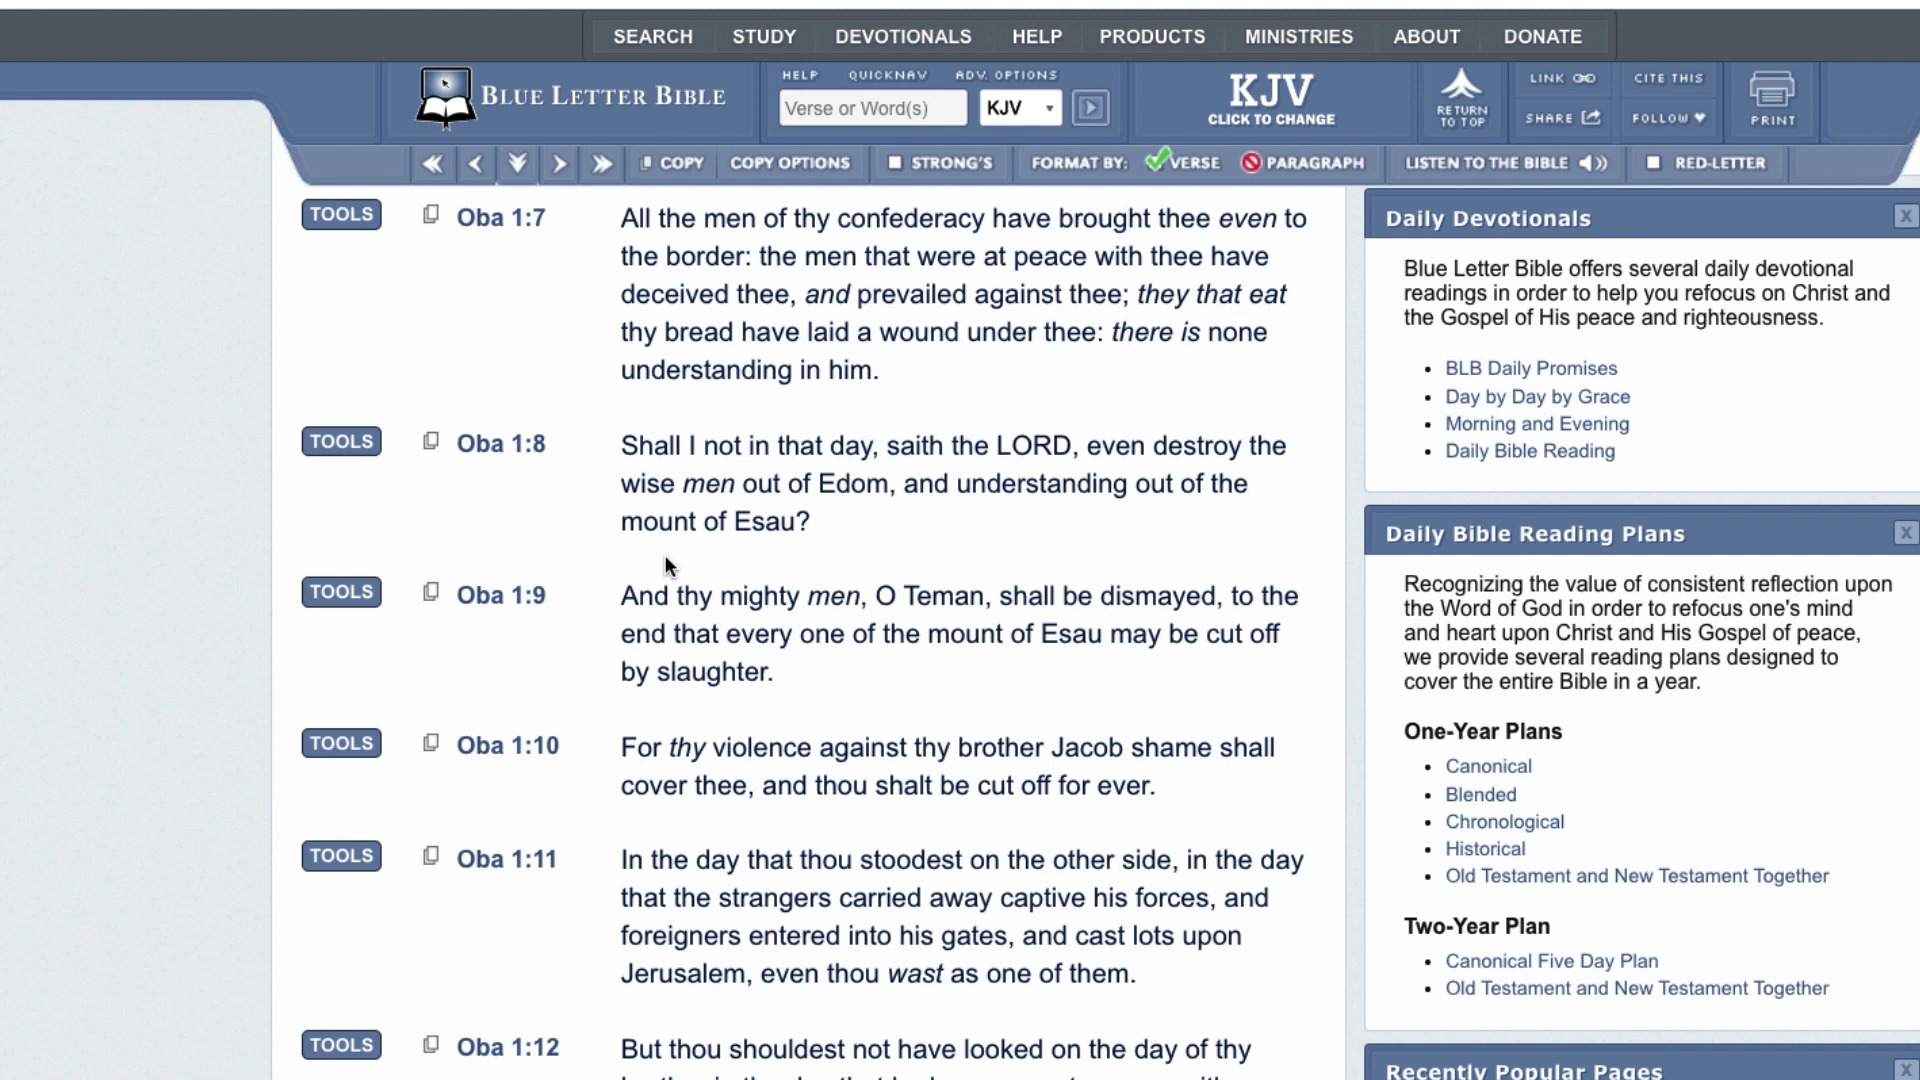 SEARCH STUDY DEVOTIONALS HELP PRODUCTS MINISTRIES ABOUT DONATE
BLUE LETTER BIBLE
HELP QUICKNAV ADV. OPTIONS
Verse or Word(s) KJV
KJV
CLICK TO CHANGE
RETURN
TO TOP
LINK
SHARE
CITE THIS
FOLLOW
PRINT
COPY COPY OPTIONS STRONG'S FORMAT BY: VERSE PARAGRAPH LISTEN TO THE BIBLE RED-LETTER
TOOLS Oba 1:7 All the men of thy confederacy have brought thee even to
the border: the men that were at peace with thee have
deceived thee, and prevailed against thee; they that eat
thy bread have laid a wound under thee: there is none
understanding in him.
TOOLS Oba 1:8 Shall I not in that day, saith the LORD, even destroy the
wise men out of Edom, and understanding out of the
mount of Esau?
TOOLS Oba 1:9 And thy mighty men, O Teman, shall be dismayed, to the
end that every one of the mount of Esau may be cut off
by slaughter.
TOOLS Oba 1:10 For thy violence against thy brother Jacob shame shall
cover thee, and thou shalt be cut off for ever.
TOOLS Oba 1:11 In the day that thou stoodest on the other side, in the day
that the strangers carried away captive his forces, and
foreigners entered into his gates, and cast lots upon
Jerusalem, even thou wast as one of them.
TOOLS Oba 1:12 But thou shouldest not have looked on the day of thy
Daily Devotionals X
Blue Letter Bible offers several daily devotional
readings in order to help you refocus on Christ and
the Gospel of His peace and righteousness.
• BLB Daily Promises
• Day by Day by Grace
• Morning and Evening
• Daily Bible Reading
Daily Bible Reading Plans X
Recognizing the value of consistent reflection upon
the Word of God in order to refocus one's mind
and heart upon Christ and His Gospel of peace,
we provide several reading plans designed to
cover the entire Bible in a year.
One-Year Plans
• Canonical
• Blended
• Chronological
• Historical
• Old Testament and New Testament Together
Two-Year Plan
• Canonical Five Day Plan
• Old Testament and New Testament Together
Recently Popular Pages X